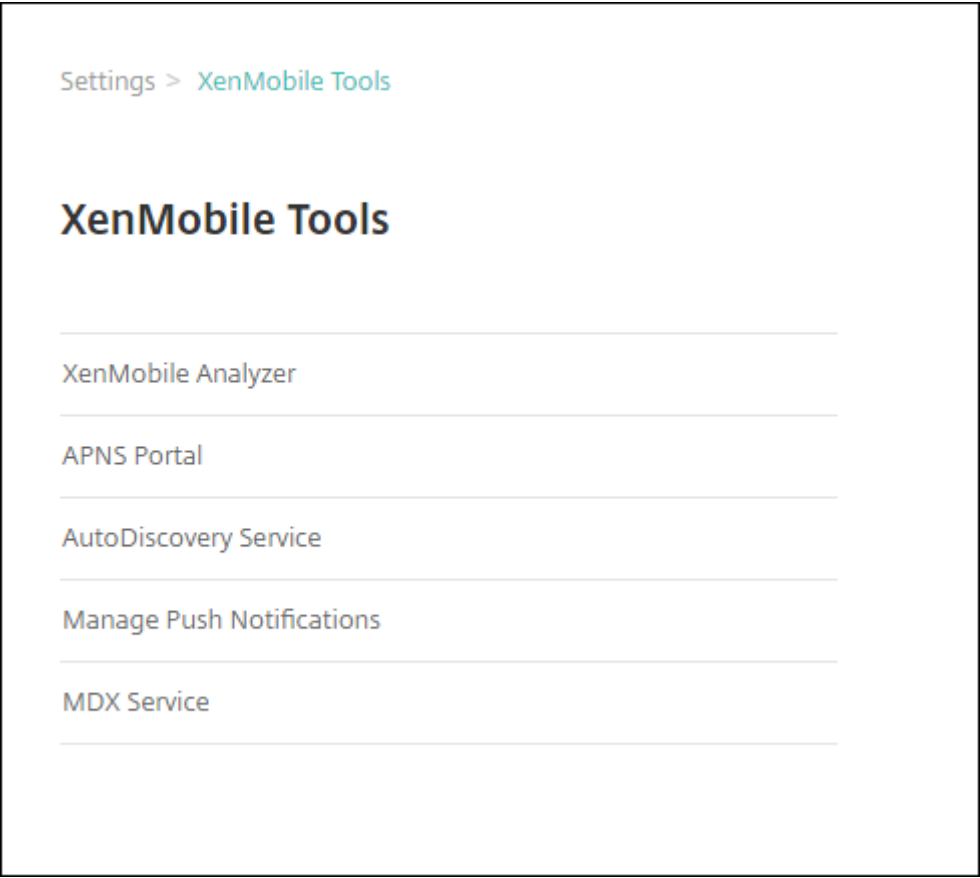 Settings > XenMobile Tools
XenMobile Tools
XenMobile Analyzer
APNS Portal
AutoDiscovery Service
Manage Push Notifications
MDX Service